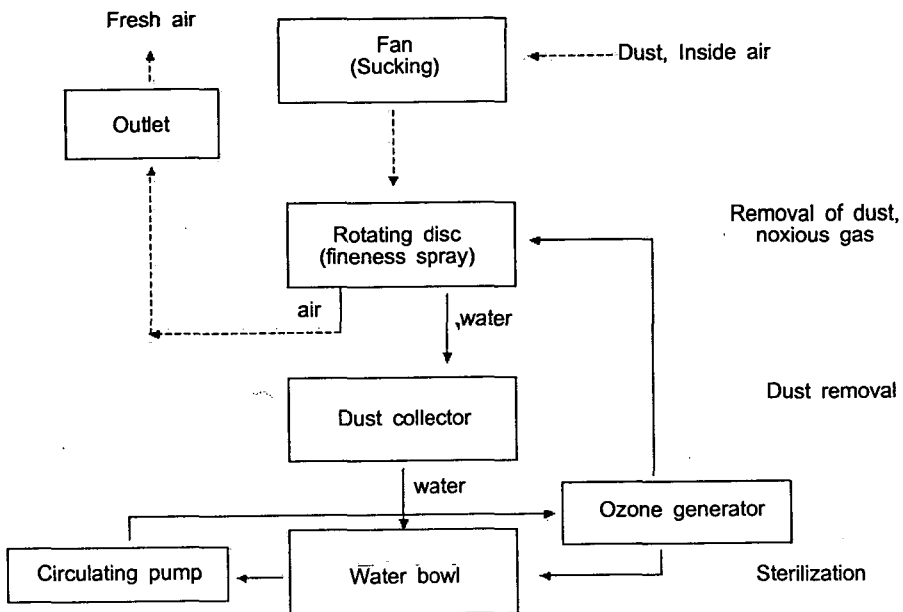 Fresh air
Fan
(Sucking)
Dust, Inside air
Outlet
Rotating disc
(fineness spray)
Removal of dust,
noxious gas
air
water
Dust collector
Dust removal
water
Ozone generator
Circulating pump
Water bowl
Sterilization